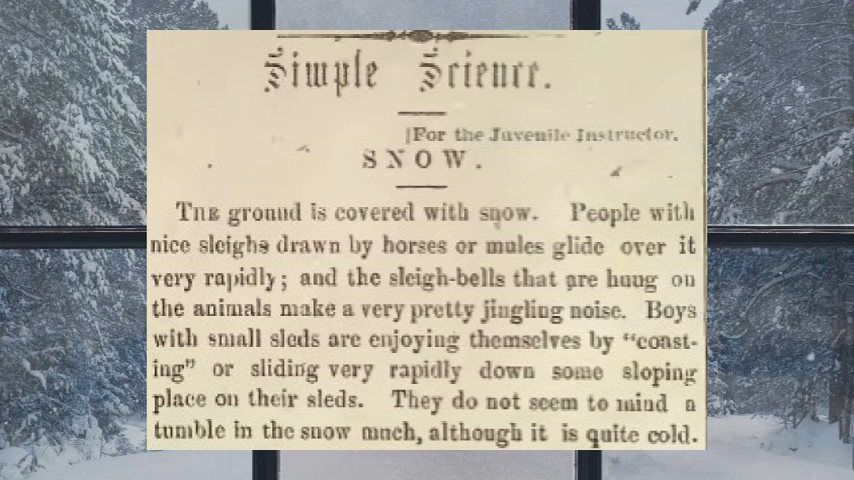 Simple Science.
[For the Juvenile Instructor.
SNOW.
THE ground is covered with snow. People with
nice sleighs drawn by horses or mules glide over it
very rapidly; and the sleigh-bells that are hung on
the animals make a very pretty jingling noise. Boys
with small sleds are enjoying themselves by “coast-
ing” or sliding very rapidly down some sloping
place on their sleds. They do not seem to mind a
tumble in the snow much, although it is quite cold.